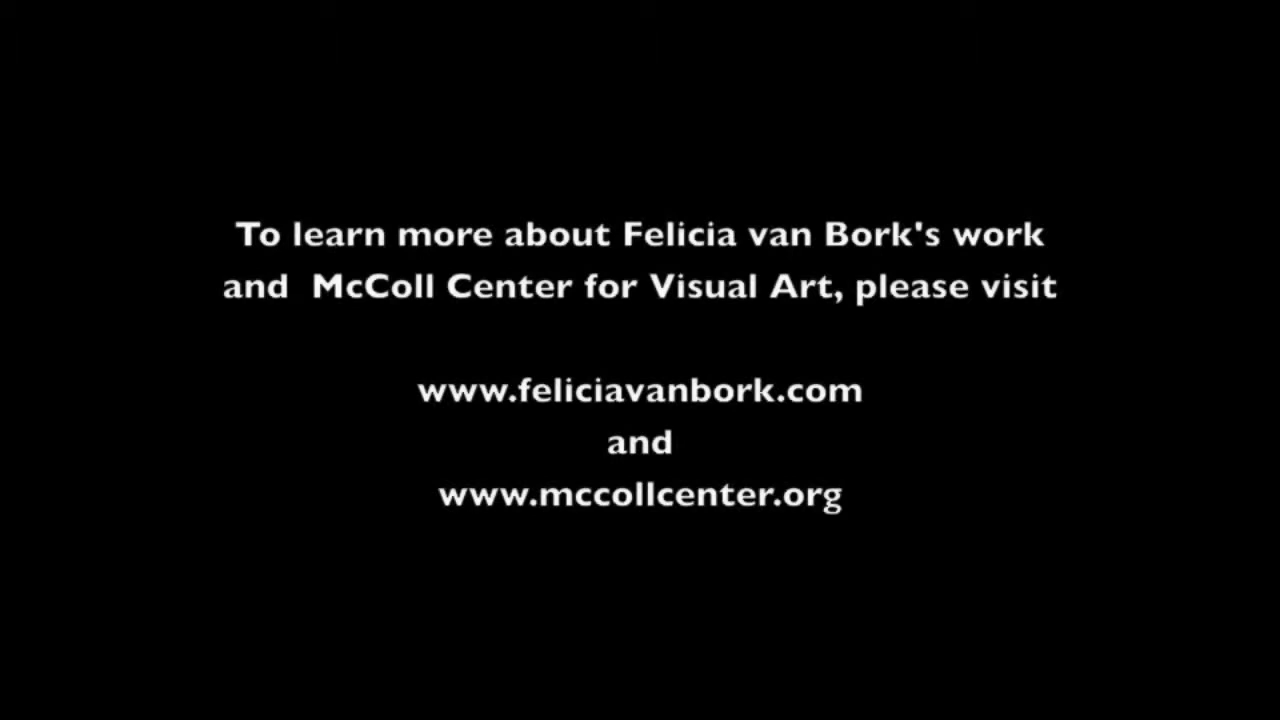 To learn more about Felicia van Bork's work
and  McColl Center for Visual Art, please visit
www.feliciavanbork.com
and
www.mccollcenter.org